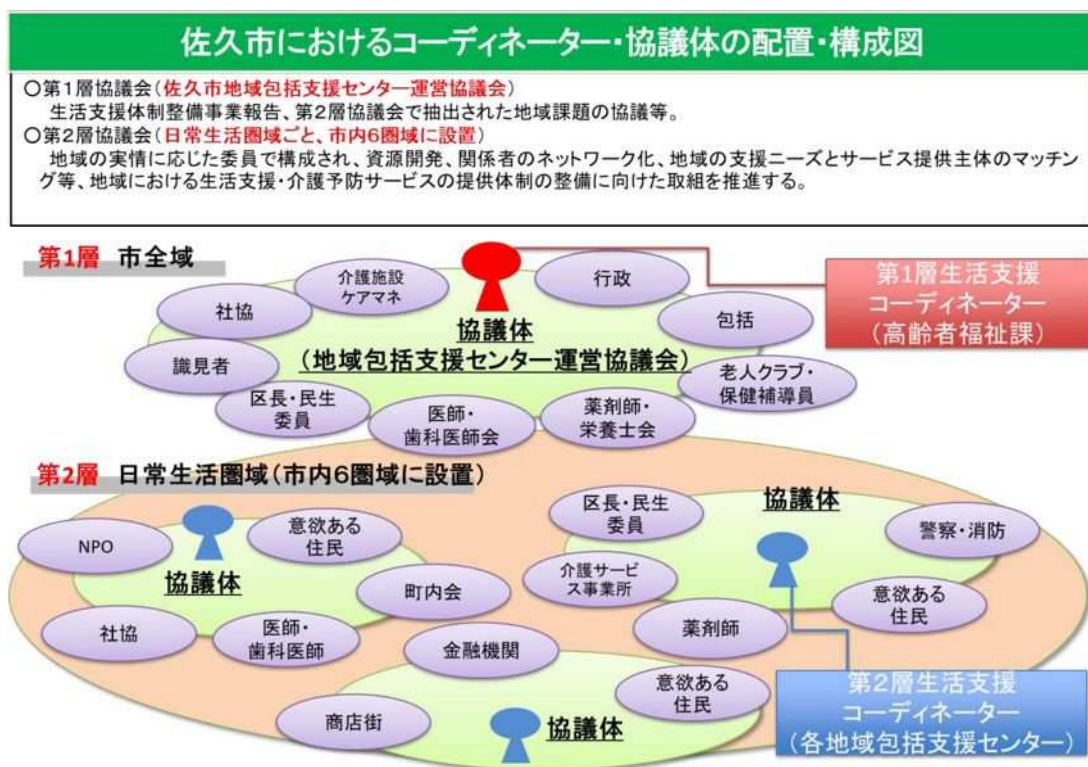 佐久市におけるコーディネーター・協議体の配置・構成図
○第1層協議会(佐久市地域包括支援センター運営協議会)
生活支援体制整備事業報告、第2層協議会で抽出された地域課題の協議等。
○第2層協議会(日常生活圏域ごと、市内6圏域に設置)
地域の実情に応じた委員で構成され、資源開発、関係者のネットワーク化、地域の支援ニーズとサービス提供主体のマッチン
グ等、地域における生活支援・介護予防サービスの提供体制の整備に向けた取組を推進する。
第1層 市全域
介護施設
ケアマネ
行政
社協
包括
協議体
(地域包括支援センター運営協議会)
識見者
老人クラブ・
保健補導員
区長・民生
委員
医師・
歯科医師会
薬剤師・
栄養士会
第1層生活支援
コーディネーター
(高齢者福祉課)
第2層 日常生活圏域(市内6圏域に設置)
NPO
意欲ある
住民
協議体
町内会
社協
医師・
歯科医師
区長・民生
委員
協議体
警察・消防
介護サービ
ス事業所
意欲ある
住民
薬剤師
金融機関
意欲ある
住民
商店街
協議体
第2層生活支援
コーディネーター
(各地域包括支援センター)